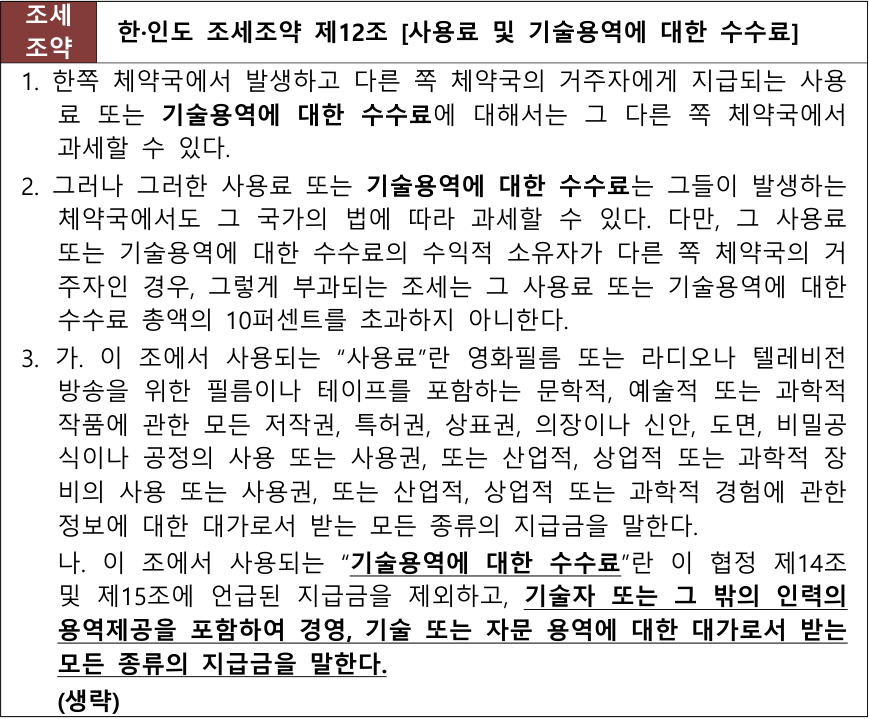 조세
조약
한·인도 조세조약 제12조 [사용료 및 기술용역에 대한 수수료]
1. 한쪽 체약국에서 발생하고 다른 쪽 체약국의 거주자에게 지급되는 사용
료 또는 기술용역에 대한 수수료에 대해서는 그 다른 쪽 체약국에서
과세할 수 있다.
2. 그러나 그러한 사용료 또는 기술용역에 대한 수수료는 그들이 발생하는
체약국에서도 그 국가의 법에 따라 과세할 수 있다. 다만, 그 사용료
또는 기술용역에 대한 수수료의 수익적 소유자가 다른 쪽 체약국의 거
주자인 경우, 그렇게 부과되는 조세는 그 사용료 또는 기술용역에 대한
수수료 총액의 10퍼센트를 초과하지 아니한다.
3. 가. 이 조에서 사용되는 “사용료”란 영화필름 또는 라디오나 텔레비전
방송을 위한 필름이나 테이프를 포함하는 문학적, 예술적 또는 과학적
작품에 관한 모든 저작권, 특허권, 상표권, 의장이나 신안, 도면, 비밀공
식이나 공정의 사용 또는 사용권, 또는 산업적, 상업적 또는 과학적 장
비의 사용 또는 사용권, 또는 산업적, 상업적 또는 과학적 경험에 관한
정보에 대한 대가로서 받는 모든 종류의 지급금을 말한다.
나. 이 조에서 사용되는 “기술용역에 대한 수수료”란 이 협정 제14조
및 제15조에 언급된 지급금을 제외하고, 기술자 또는 그 밖의 인력의
용역제공을 포함하여 경영, 기술 또는 자문 용역에 대한 대가로서 받는
모든 종류의 지급금을 말한다.
(생략)